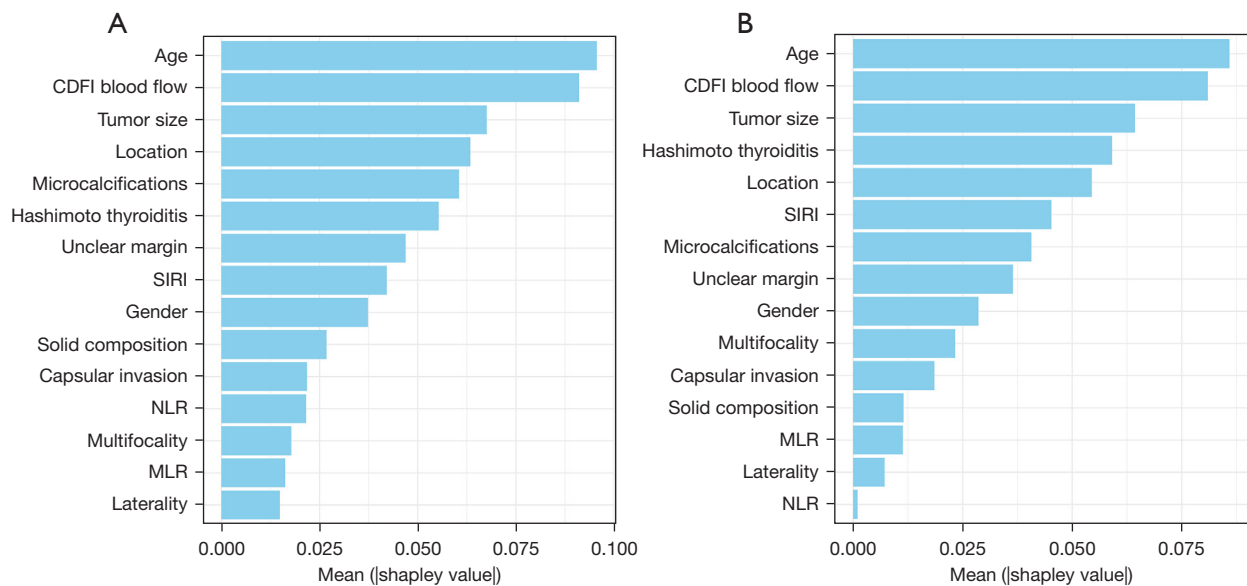 A
Age
CDFI blood flow
Tumor size
Location
Microcalcifications
Hashimoto thyroiditis
Unclear margin
SIRI
Gender
Solid composition
Capsular invasion
NLR
Multifocality
MLR
Laterality
0.000 0.025 0.050 0.075 0.100
Mean (|shapley value|)
B
Age
CDFI blood flow
Tumor size
Hashimoto thyroiditis
Location
SIRI
Microcalcifications
Unclear margin
Gender
Multifocality
Capsular invasion
Solid composition
MLR
Laterality
NLR
0.000 0.025 0.050 0.075
Mean (|shapley value|)